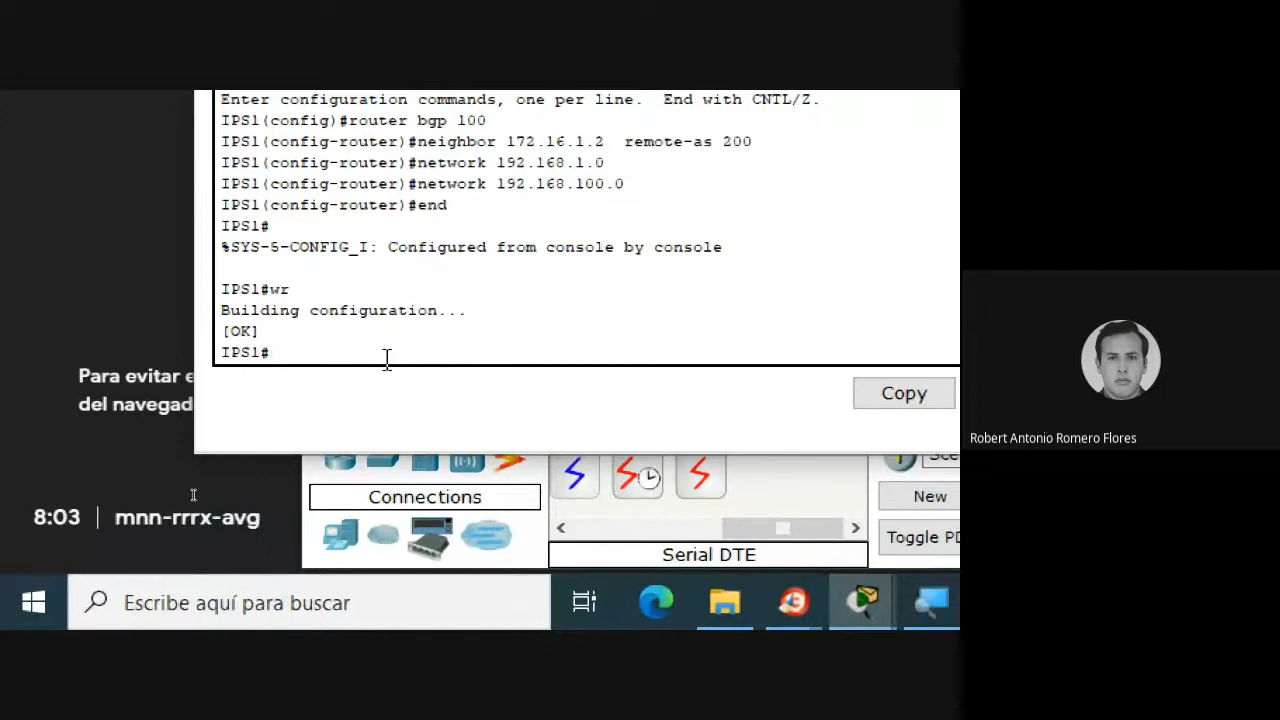 Enter configuration commands, one per line.  End with CNTL/Z.
IPS1(config)#router bgp 100
IPS1(config-router)#neighbor 172.16.1.2  remote-as 200
IPS1(config-router)#network 192.168.1.0
IPS1(config-router)#network 192.168.100.0
IPS1(config-router)#end
IPS1#
%SYS-5-CONFIG_I: Configured from console by console
IPS1#wr
Building configuration...
[OK]
IPS1#
Para evitar
del navegad
Copy
Robert Antonio Romero Flores
Connections
New
8:03 | mnn-rrrx-avg
Toggle PD
Serial DTE
Escribe aquí para buscar